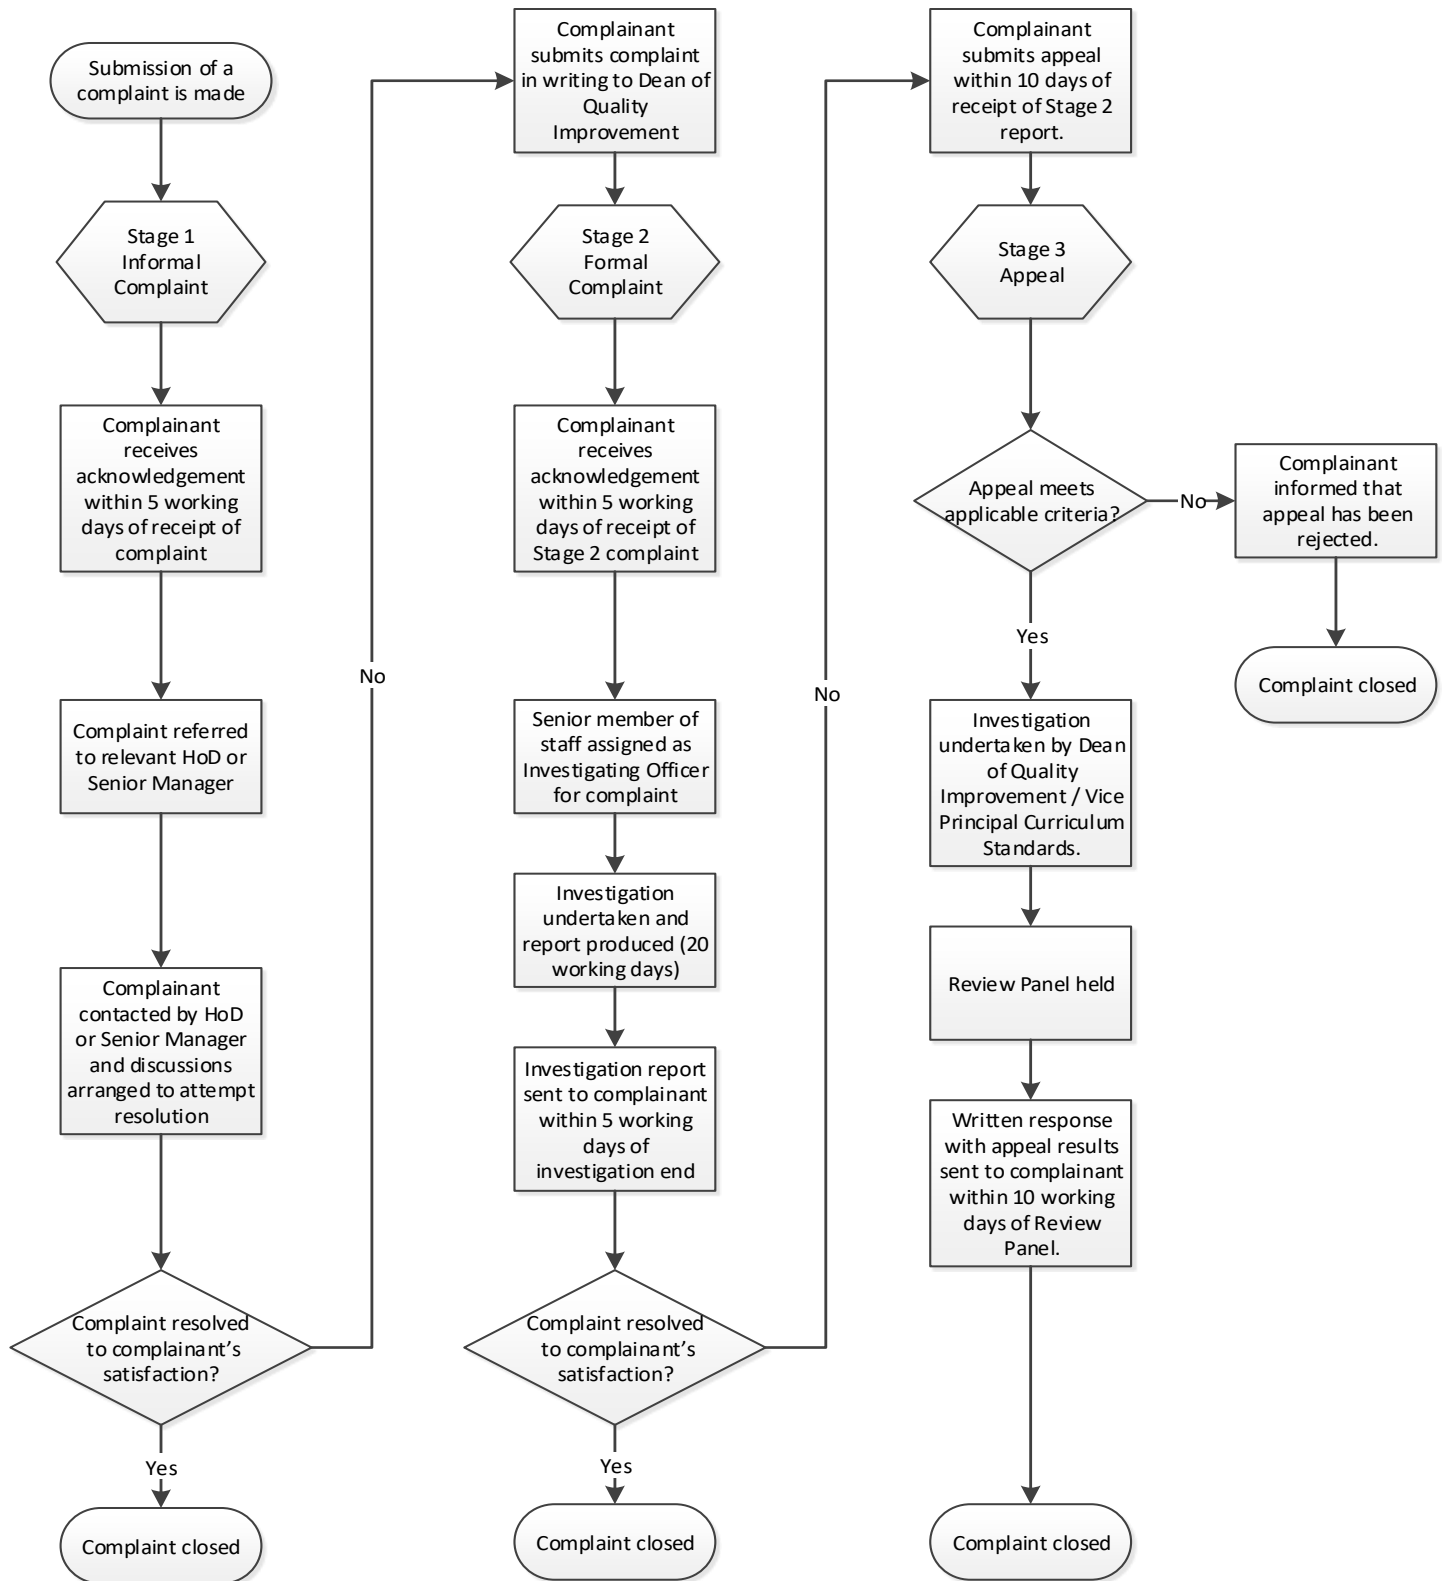 Submission of a
complaint is made
Stage 1
Informal
Complaint
Complainant
receives
acknowledgement
within 5 working
days of receipt of
complaint
Complaint referred
to relevant HoD or
Senior Manager
Complainant
contacted by HoD
or Senior Manager
and discussions
arranged to attempt
resolution
Complaint resolved
to complainant’s
satisfaction?
Yes
Complaint closed
No
Complainant
submits complaint
in writing to Dean of
Quality
Improvement
Stage 2
Formal
Complaint
Complainant
receives
acknowledgement
within 5 working
days of receipt of
Stage 2 complaint
Senior member of
staff assigned as
Investigating Officer
for complaint
Investigation
undertaken and
report produced (20
working days)
Investigation report
sent to complainant
within 5 working
days of
investigation end
Complaint resolved
to complainant’s
satisfaction?
Yes
Complaint closed
No
Complainant
submits appeal
within 10 days of
receipt of Stage 2
report.
Stage 3
Appeal
Appeal meets
applicable criteria?
No
Complainant
informed that
appeal has been
rejected.
Complaint closed
Yes
Investigation
undertaken by Dean
of Quality
Improvement / Vice
Principal Curriculum
Standards.
Review Panel held
Written response
with appeal results
sent to complainant
within 10 working
days of Review
Panel.
Complaint closed